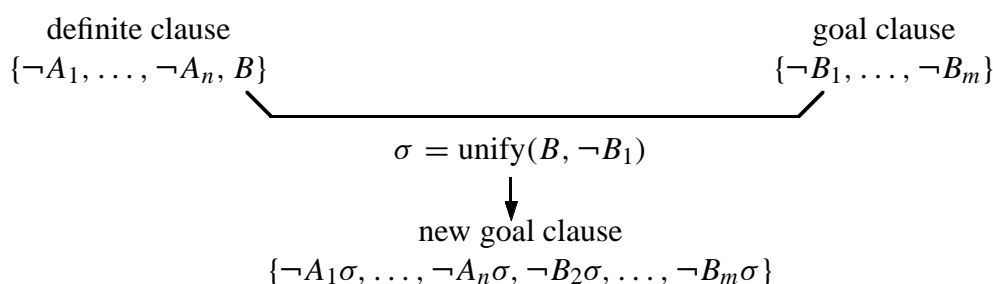 definite clause
goal clause
{¬A₁, . . . , ¬Aₙ, B}
{¬B₁, . . . , ¬Bₘ}
σ = unify(B, ¬B₁)
new goal clause
{¬A₁σ, . . . , ¬Aₙσ, ¬B₂σ, . . . , ¬Bₘσ}